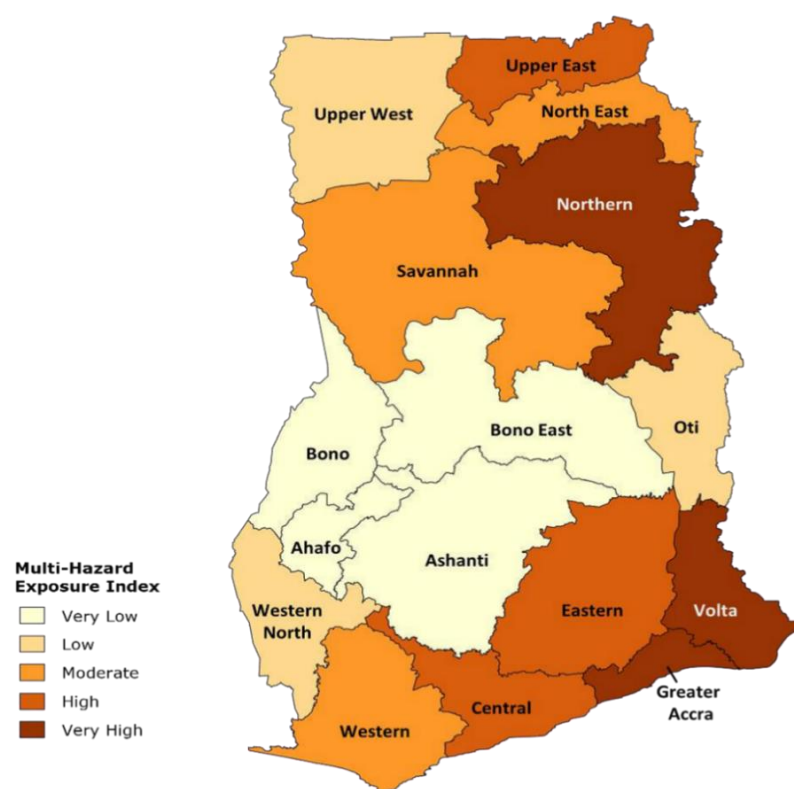 Upper East
Upper West
North East
Northern
Savannah
Bono East
Oti
Bono
Ahafo
Ashanti
Multi-Hazard
Exposure Index
Very Low
Low
Moderate
High
Very High
Western
North
Eastern
Volta
Greater
Accra
Central
Western